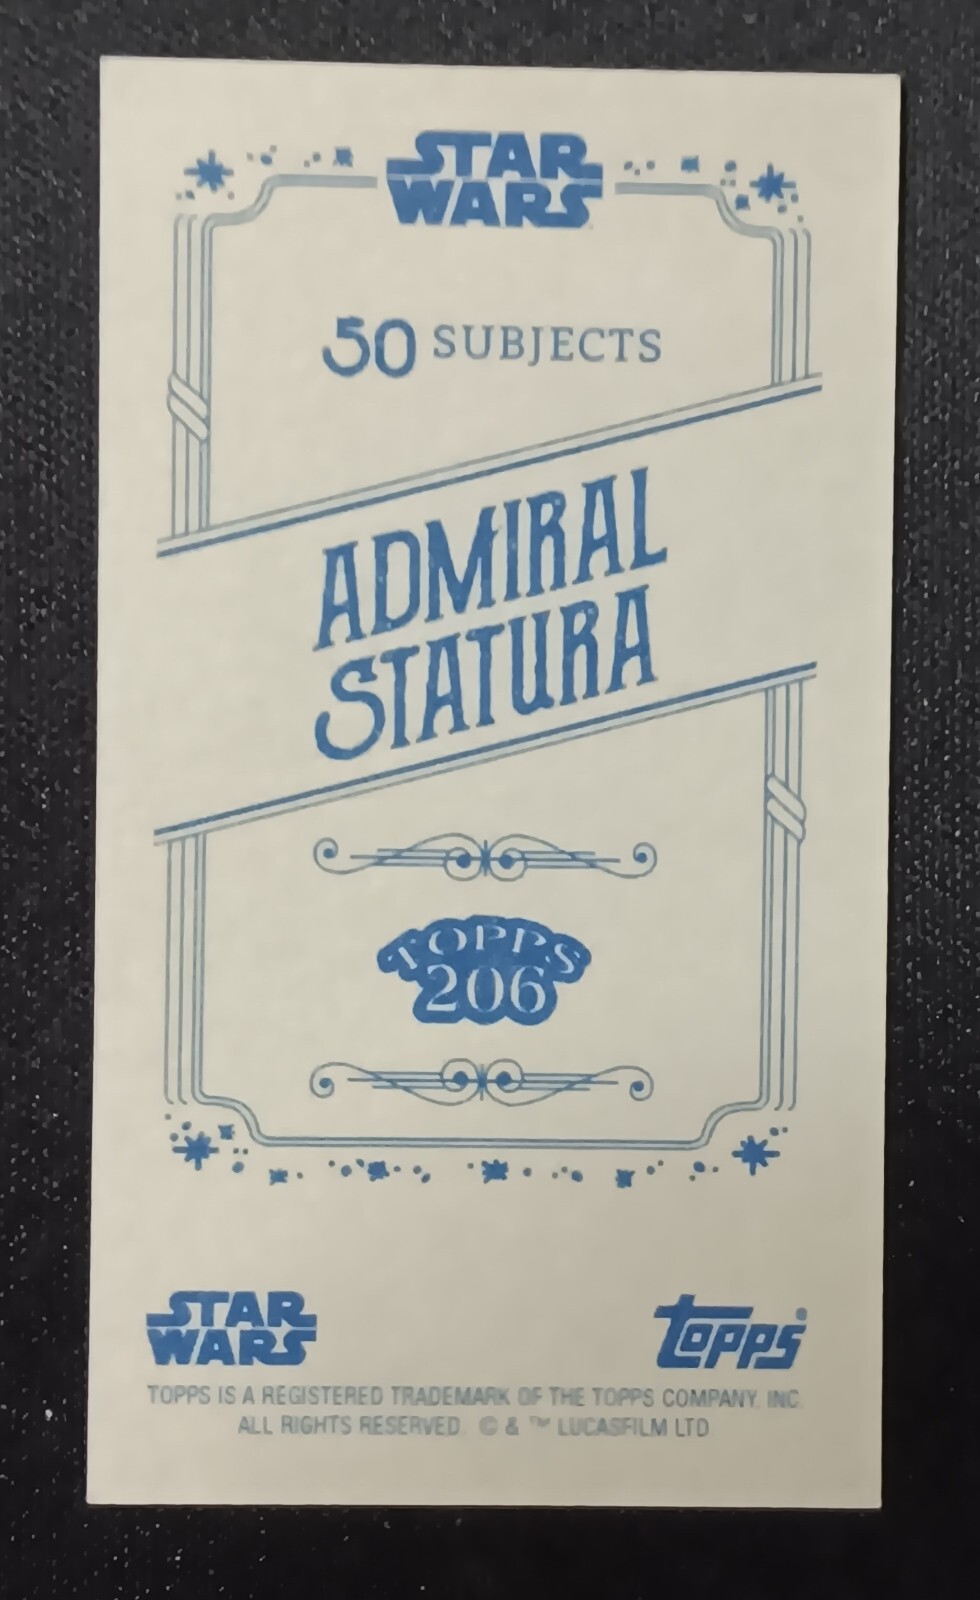 STAR
WARS
50 SUBJECTS
ADMIRAL
STATURA
TOPPS
206
STAR
WARS
topps®
TOPPS IS A REGISTERED TRADEMARK OF THE TOPPS COMPANY, INC.
ALL RIGHTS RESERVED. © & ™ LUCASFILM LTD.